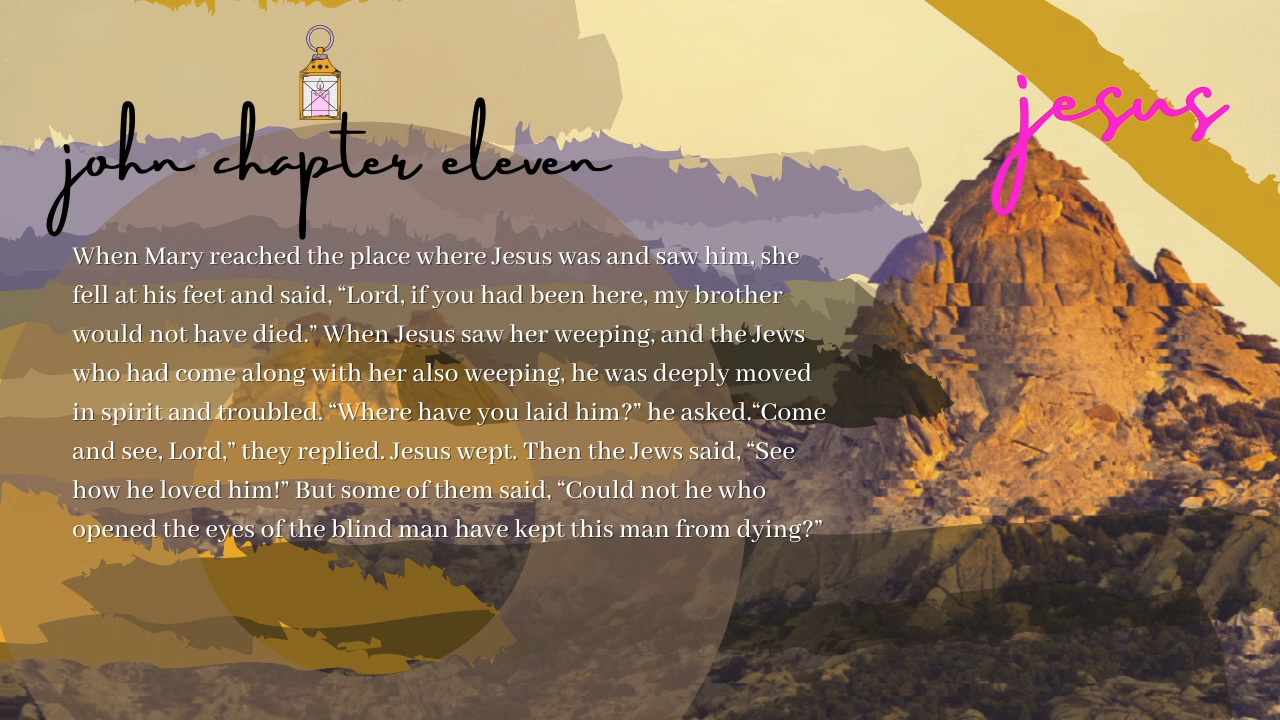 john chapter eleven
jesus
When Mary reached the place where Jesus was and saw him, she
fell at his feet and said, “Lord, if you had been here, my brother
would not have died.” When Jesus saw her weeping, and the Jews
who had come along with her also weeping, he was deeply moved
in spirit and troubled. “Where have you laid him?” he asked.“Come
and see, Lord,” they replied. Jesus wept. Then the Jews said, “See
how he loved him!” But some of them said, “Could not he who
opened the eyes of the blind man have kept this man from dying?”